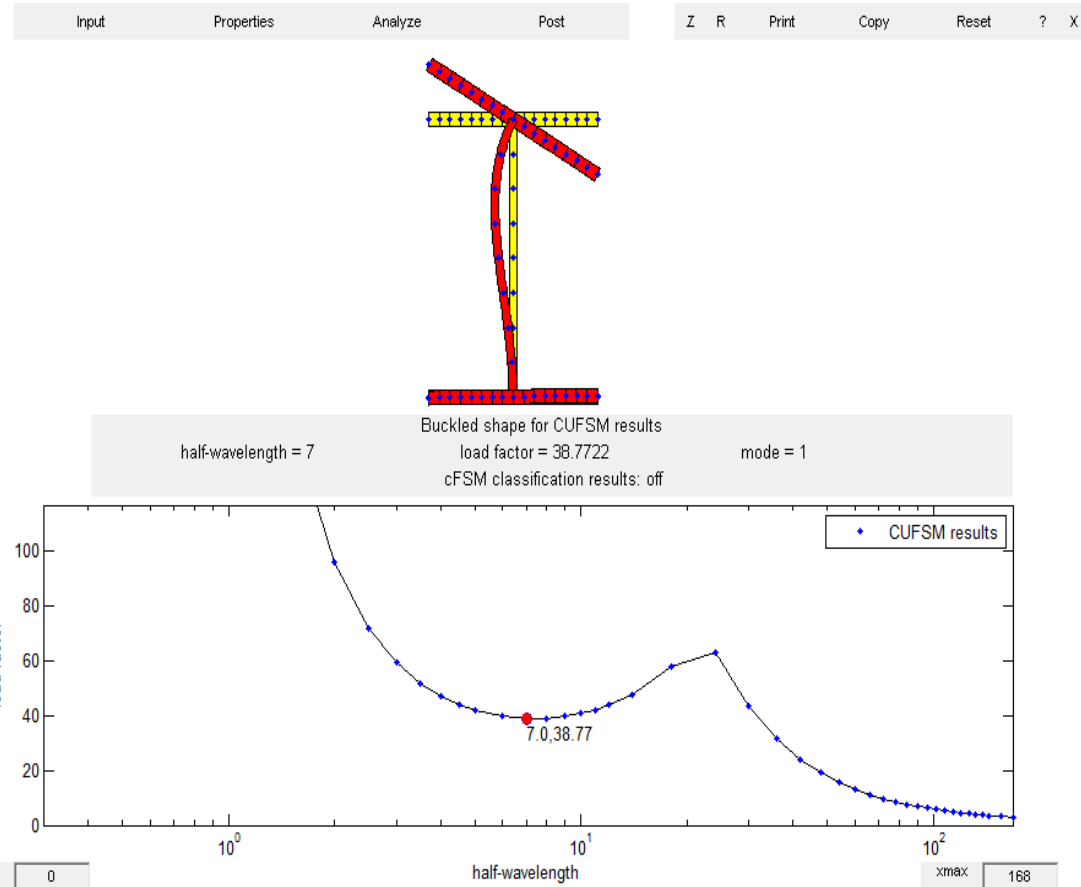 Input Properties Analyze Post Z R Print Copy Reset ? X
Buckled shape for CUFSM results
half-wavelength = 7 load factor = 38.7722 mode = 1
cFSM classification results: off
CUFSM results
100
80
60
40
20
0
7.0,38.77
10^0 10^1 10^2
half-wavelength
0 xmax 168